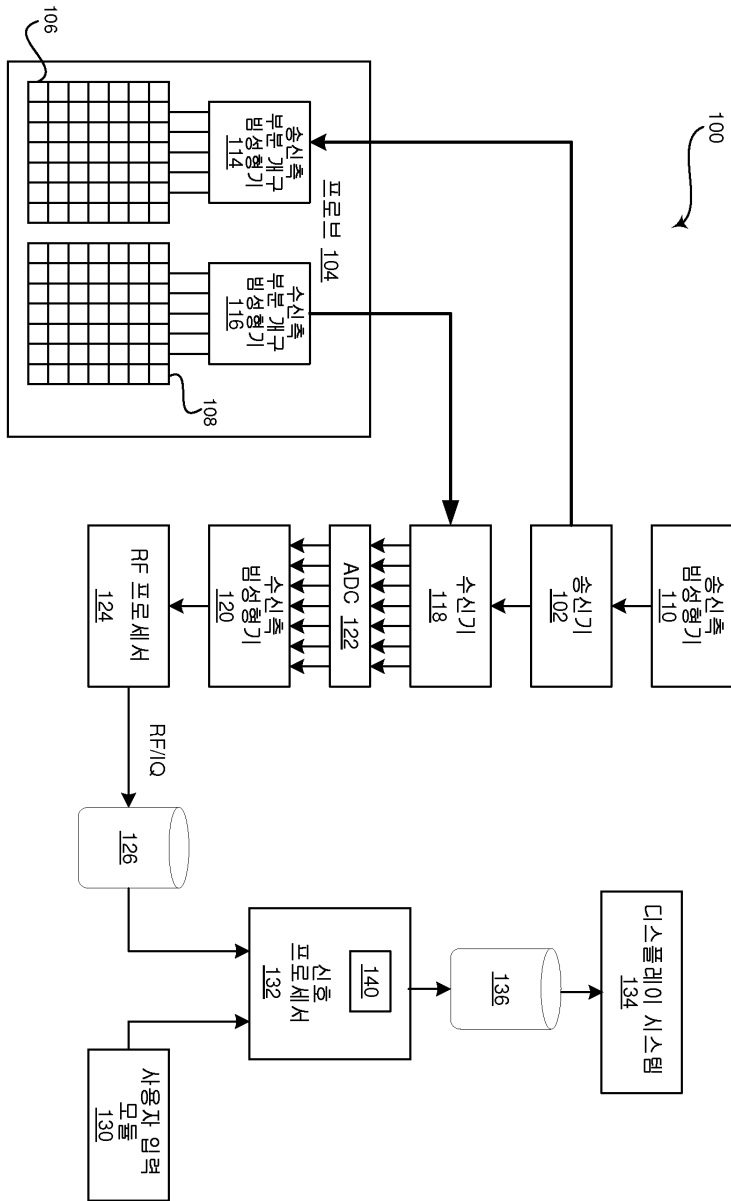 100
송신축
빔성형기
110
송신기
102
수신기
118
ADC 122
수신축
빔성형기
120
RF 프로세서
124
프로브 104
송신축
부분 개구
빔성형기
114
수신축
부분 개구
빔성형기
116
106
108
RF/IQ
126
디스플레이 시스템
134
136
140
신호
프로세서
132
사용자 입력
모듈
130